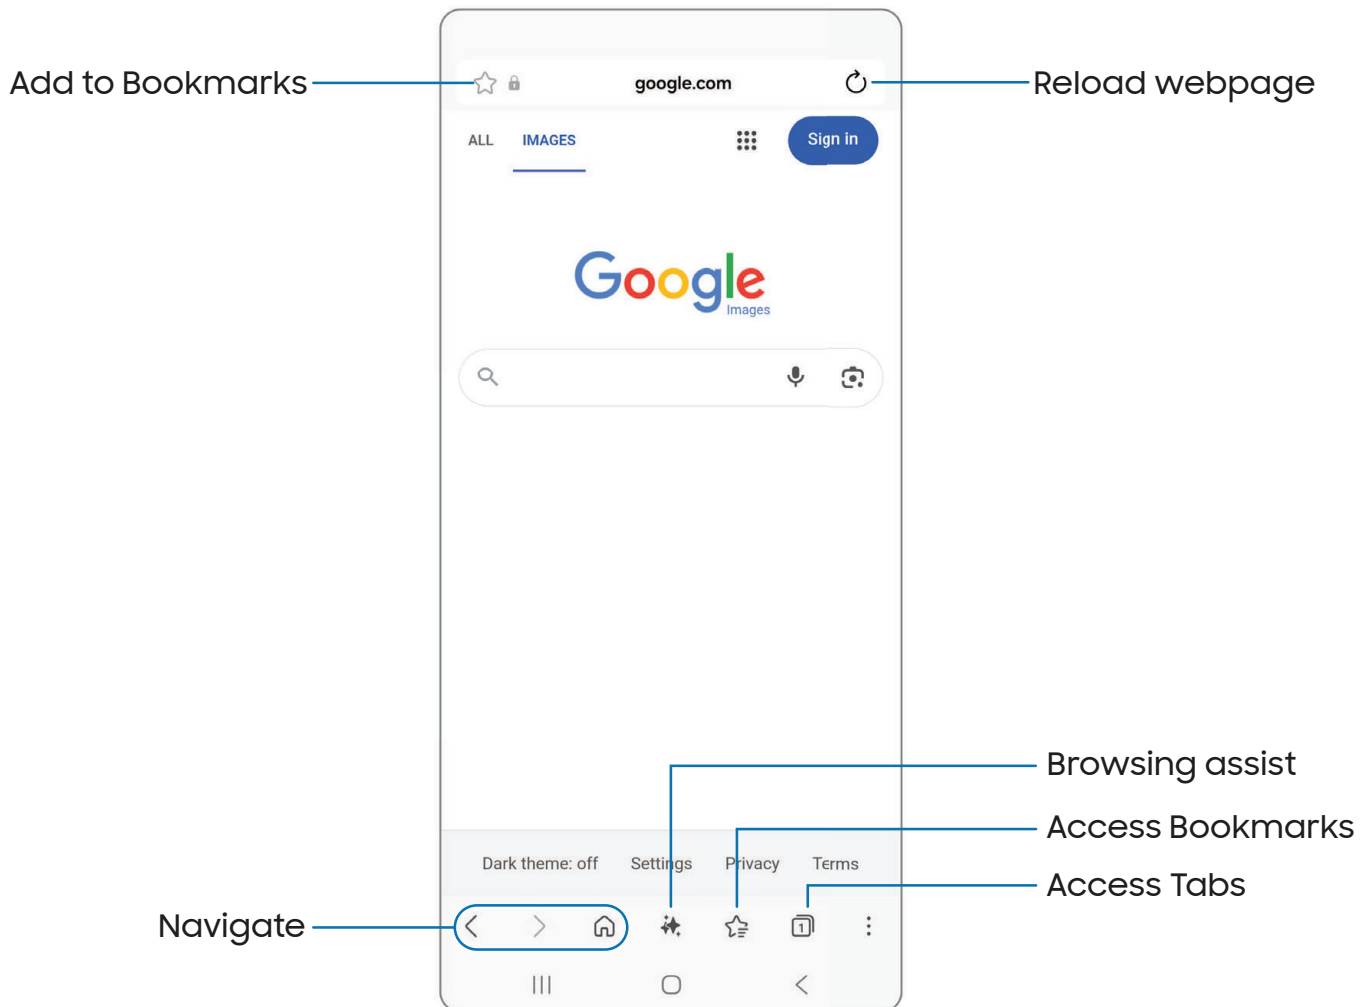 Add to Bookmarks
google.com
Reload webpage
ALL IMAGES
Sign in
Google
Images
Browsing assist
Access Bookmarks
Dark theme: off Settings Privacy Terms
Access Tabs
Navigate
1